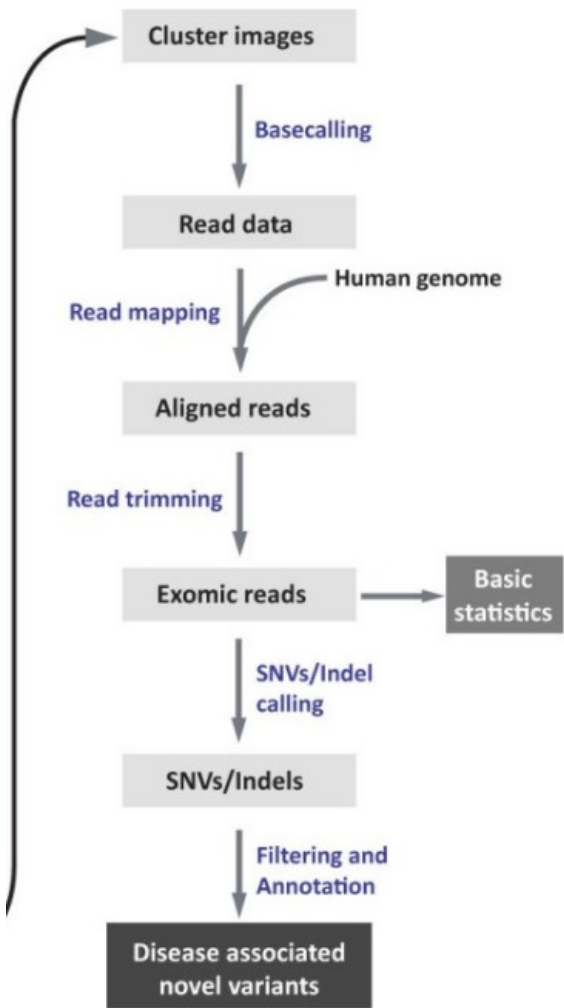 Cluster images
Basecalling
Read data
Human genome
Read mapping
Aligned reads
Read trimming
Exomic reads
Basic
statistics
SNVs/Indel
calling
SNVs/Indels
Filtering and
Annotation
Disease associated
novel variants